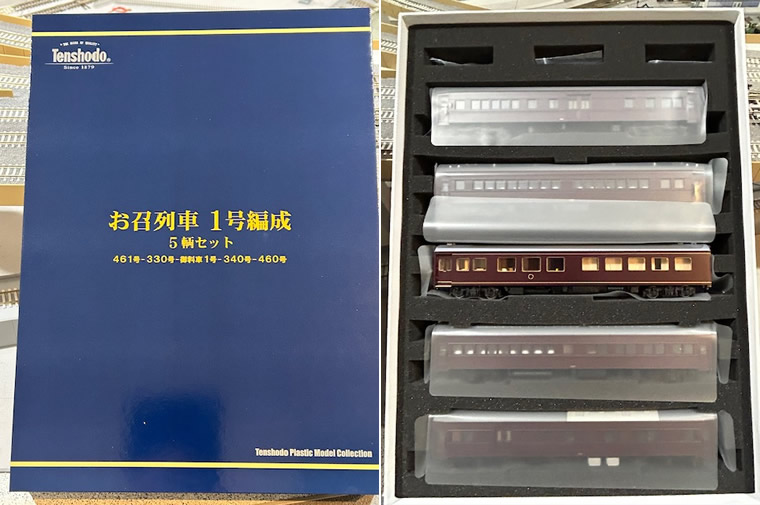 THE BOOK OF QUALITY
Tenshodo®
Since 1879
お召列車 1号編成
5輌セット
461号-330号-御料車1号-340号-460号
Tenshodo Plastic Model Collection